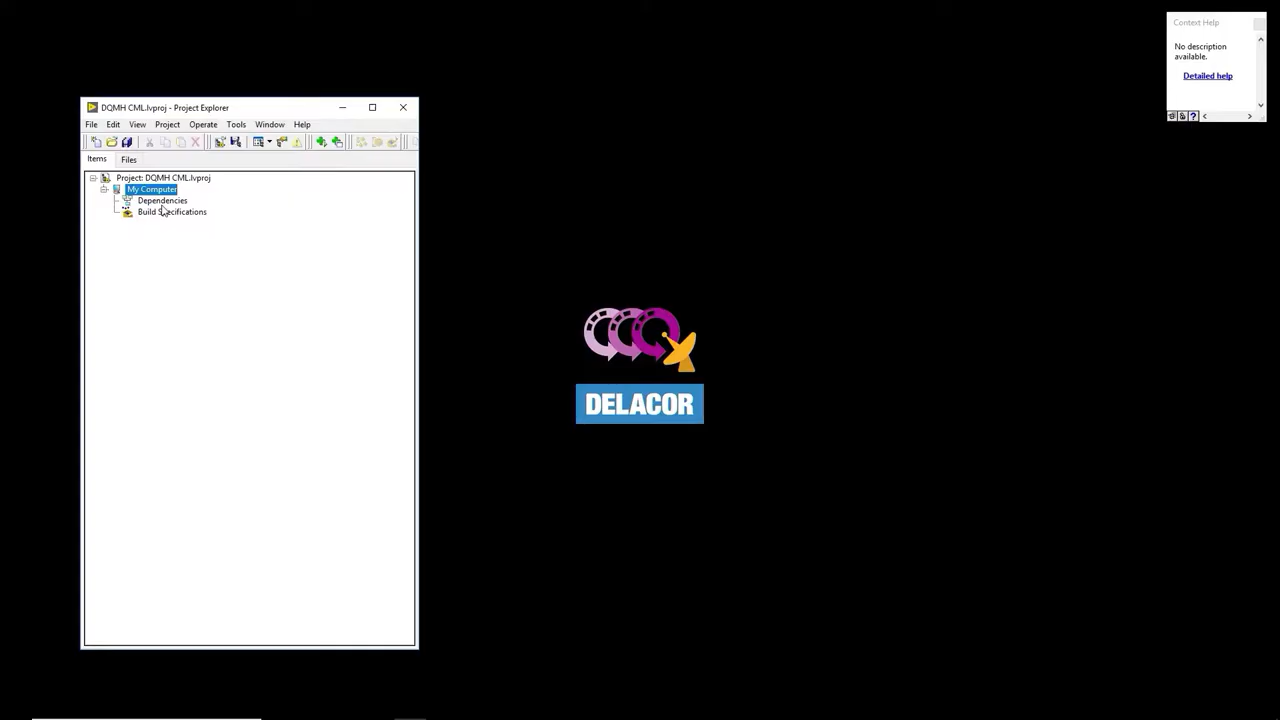 Context Help
No description
available.
Detailed help
DQMH CML.lvproj - Project Explorer
File Edit View Project Operate Tools Window Help
Items Files
Project: DQMH CML.lvproj
My Computer
Dependencies
Build Specifications
DELACOR